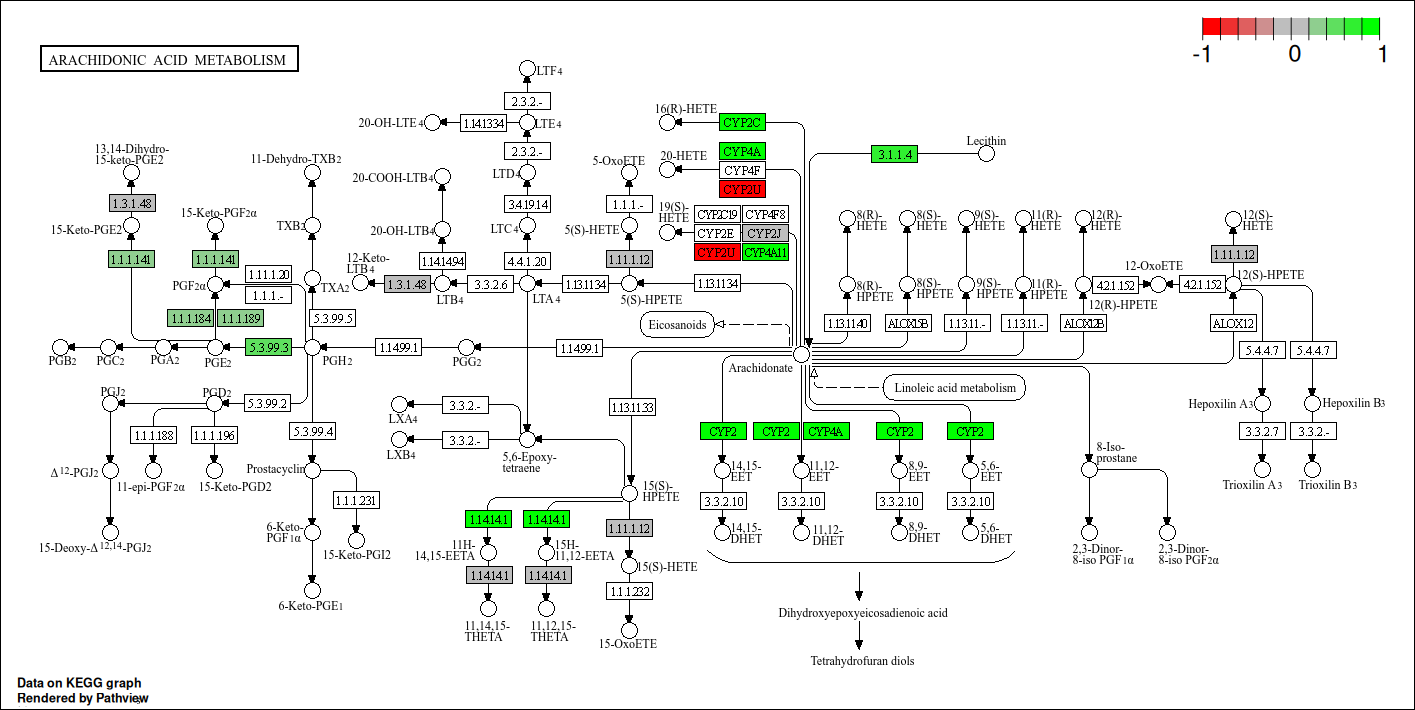 ARACHIDONIC ACID METABOLISM
-1 0 1
LTF4
2.3.2.-
20-OH-LTE4
1.14.13.34
LTE4
2.3.2.-
LTD4
3.4.19.14
LTC4
4.4.1.20
LTA4
16(R)-HETE
CYP2C
20-HETE
CYP4A
CYP4F
CYP2U
19(S)-
HETE
CYP2C19
CYP4F8
CYP2E
CYP2J
CYP2U
CYP4A11
3.1.1.4
Lecithin
13,14-Dihydro-
15-keto-PGE2
1.3.1.48
15-Keto-PGE2
1.1.1.141
15-Keto-PGF2α
1.1.1.141
PGF2α
1.1.1.184
1.1.1.189
11-Dehydro-TXB2
TXB2
TXA2
1.11.1.20
1.1.1.-
5.3.99.5
20-COOH-LTB4
20-OH-LTB4
1.14.14.94
12-Keto-
LTB4
1.3.1.48
LTB4
3.3.2.6
1.13.11.34
5-OxoETE
1.1.1.-
5(S)-HETE
1.11.1.12
5(S)-HPETE
1.13.11.34
8(R)-
HETE
8(S)-
HETE
9(S)-
HETE
11(R)-
HETE
12(R)-
HETE
12(S)-
HETE
8(R)-
HPETE
8(S)-
HPETE
9(S)-
HPETE
11(R)-
HPETE
12(R)-HPETE
4.2.1.152
12-OxoETE
4.2.1.152
1.11.1.12
12(S)-HPETE
1.13.11.40
ALOX15B
1.13.11.-
1.13.11.-
ALOX12B
ALOX12
Eicosanoids
PGB2
PGC2
PGA2
PGE2
5.3.99.3
PGH2
1.14.99.1
PGG2
1.14.99.1
Arachidonate
Linoleic acid metabolism
5.4.4.7
5.4.4.7
PGJ2
PGD2
5.3.99.2
1.1.1.188
1.1.1.196
5.3.99.4
LXA4
3.3.2.-
LXB4
3.3.2.-
5,6-Epoxy-
tetraene
1.13.11.33
Hepoxilin A3
Hepoxilin B3
3.3.2.7
3.3.2.-
Trioxilin A3
Trioxilin B3
CYP2
CYP2
CYP4A
CYP2
CYP2
Δ12-PGJ2
11-epi-PGF2α
15-Keto-PGD2
Prostacyclin
1.1.1.231
14,15-
EET
11,12-
EET
8,9-
EET
5,6-
EET
8-Iso-
prostane
3.3.2.10
3.3.2.10
3.3.2.10
3.3.2.10
15(S)-
HPETE
1.14.14.1
1.14.14.1
1.11.1.12
15-Deoxy-Δ12,14-PGJ2
6-Keto-
PGF1α
15-Keto-PGI2
11H-
14,15-EETA
15H-
11,12-EETA
14,15-
DHET
11,12-
DHET
8,9-
DHET
5,6-
DHET
2,3-Dinor-
8-iso PGF1α
2,3-Dinor-
8-iso PGF2α
1.14.14.1
1.14.14.1
15(S)-HETE
1.1.1.232
6-Keto-PGE1
11,14,15-
THETA
11,12,15-
THETA
15-OxoETE
Dihydroxyepoxyeicosadienoic acid
Tetrahydrofuran diols
Data on KEGG graph
Rendered by Pathview